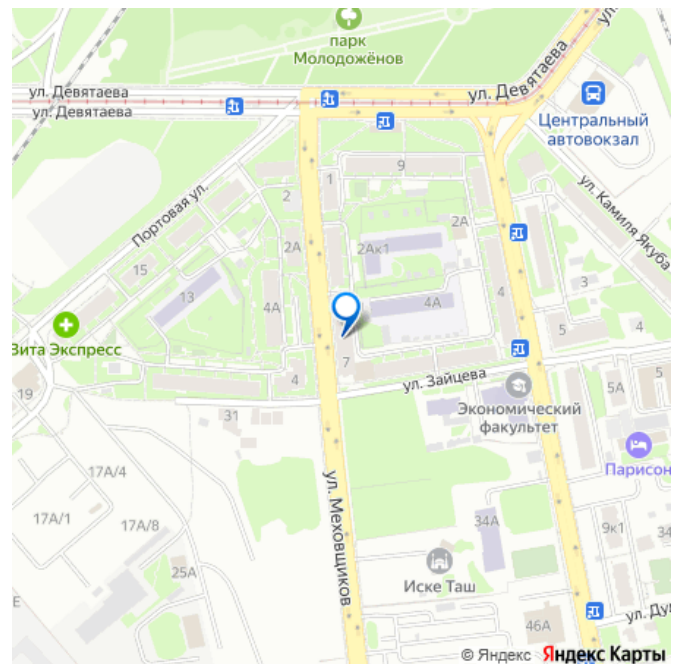 парк
Молодожёнов
ул. Девятаева
ул. Девятаева
ул. Девятаева
ул.
Центральный
автовокзал
ул. Камиля Якуба
Портовая ул.
1
9
2
2А
2А
2Ак1
15
13
4А
4А
4
5
7
4
Вита Экспресс
19
ул. Зайцева
31
5А
5
Экономический
факультет
Парисон
17А/4
17А/1
17А/8
25А
Е
ул. Меховщиков
34А
9к1
34
Иске Таш
46А
ул. Ду
© Яндекс Яндекс Карты